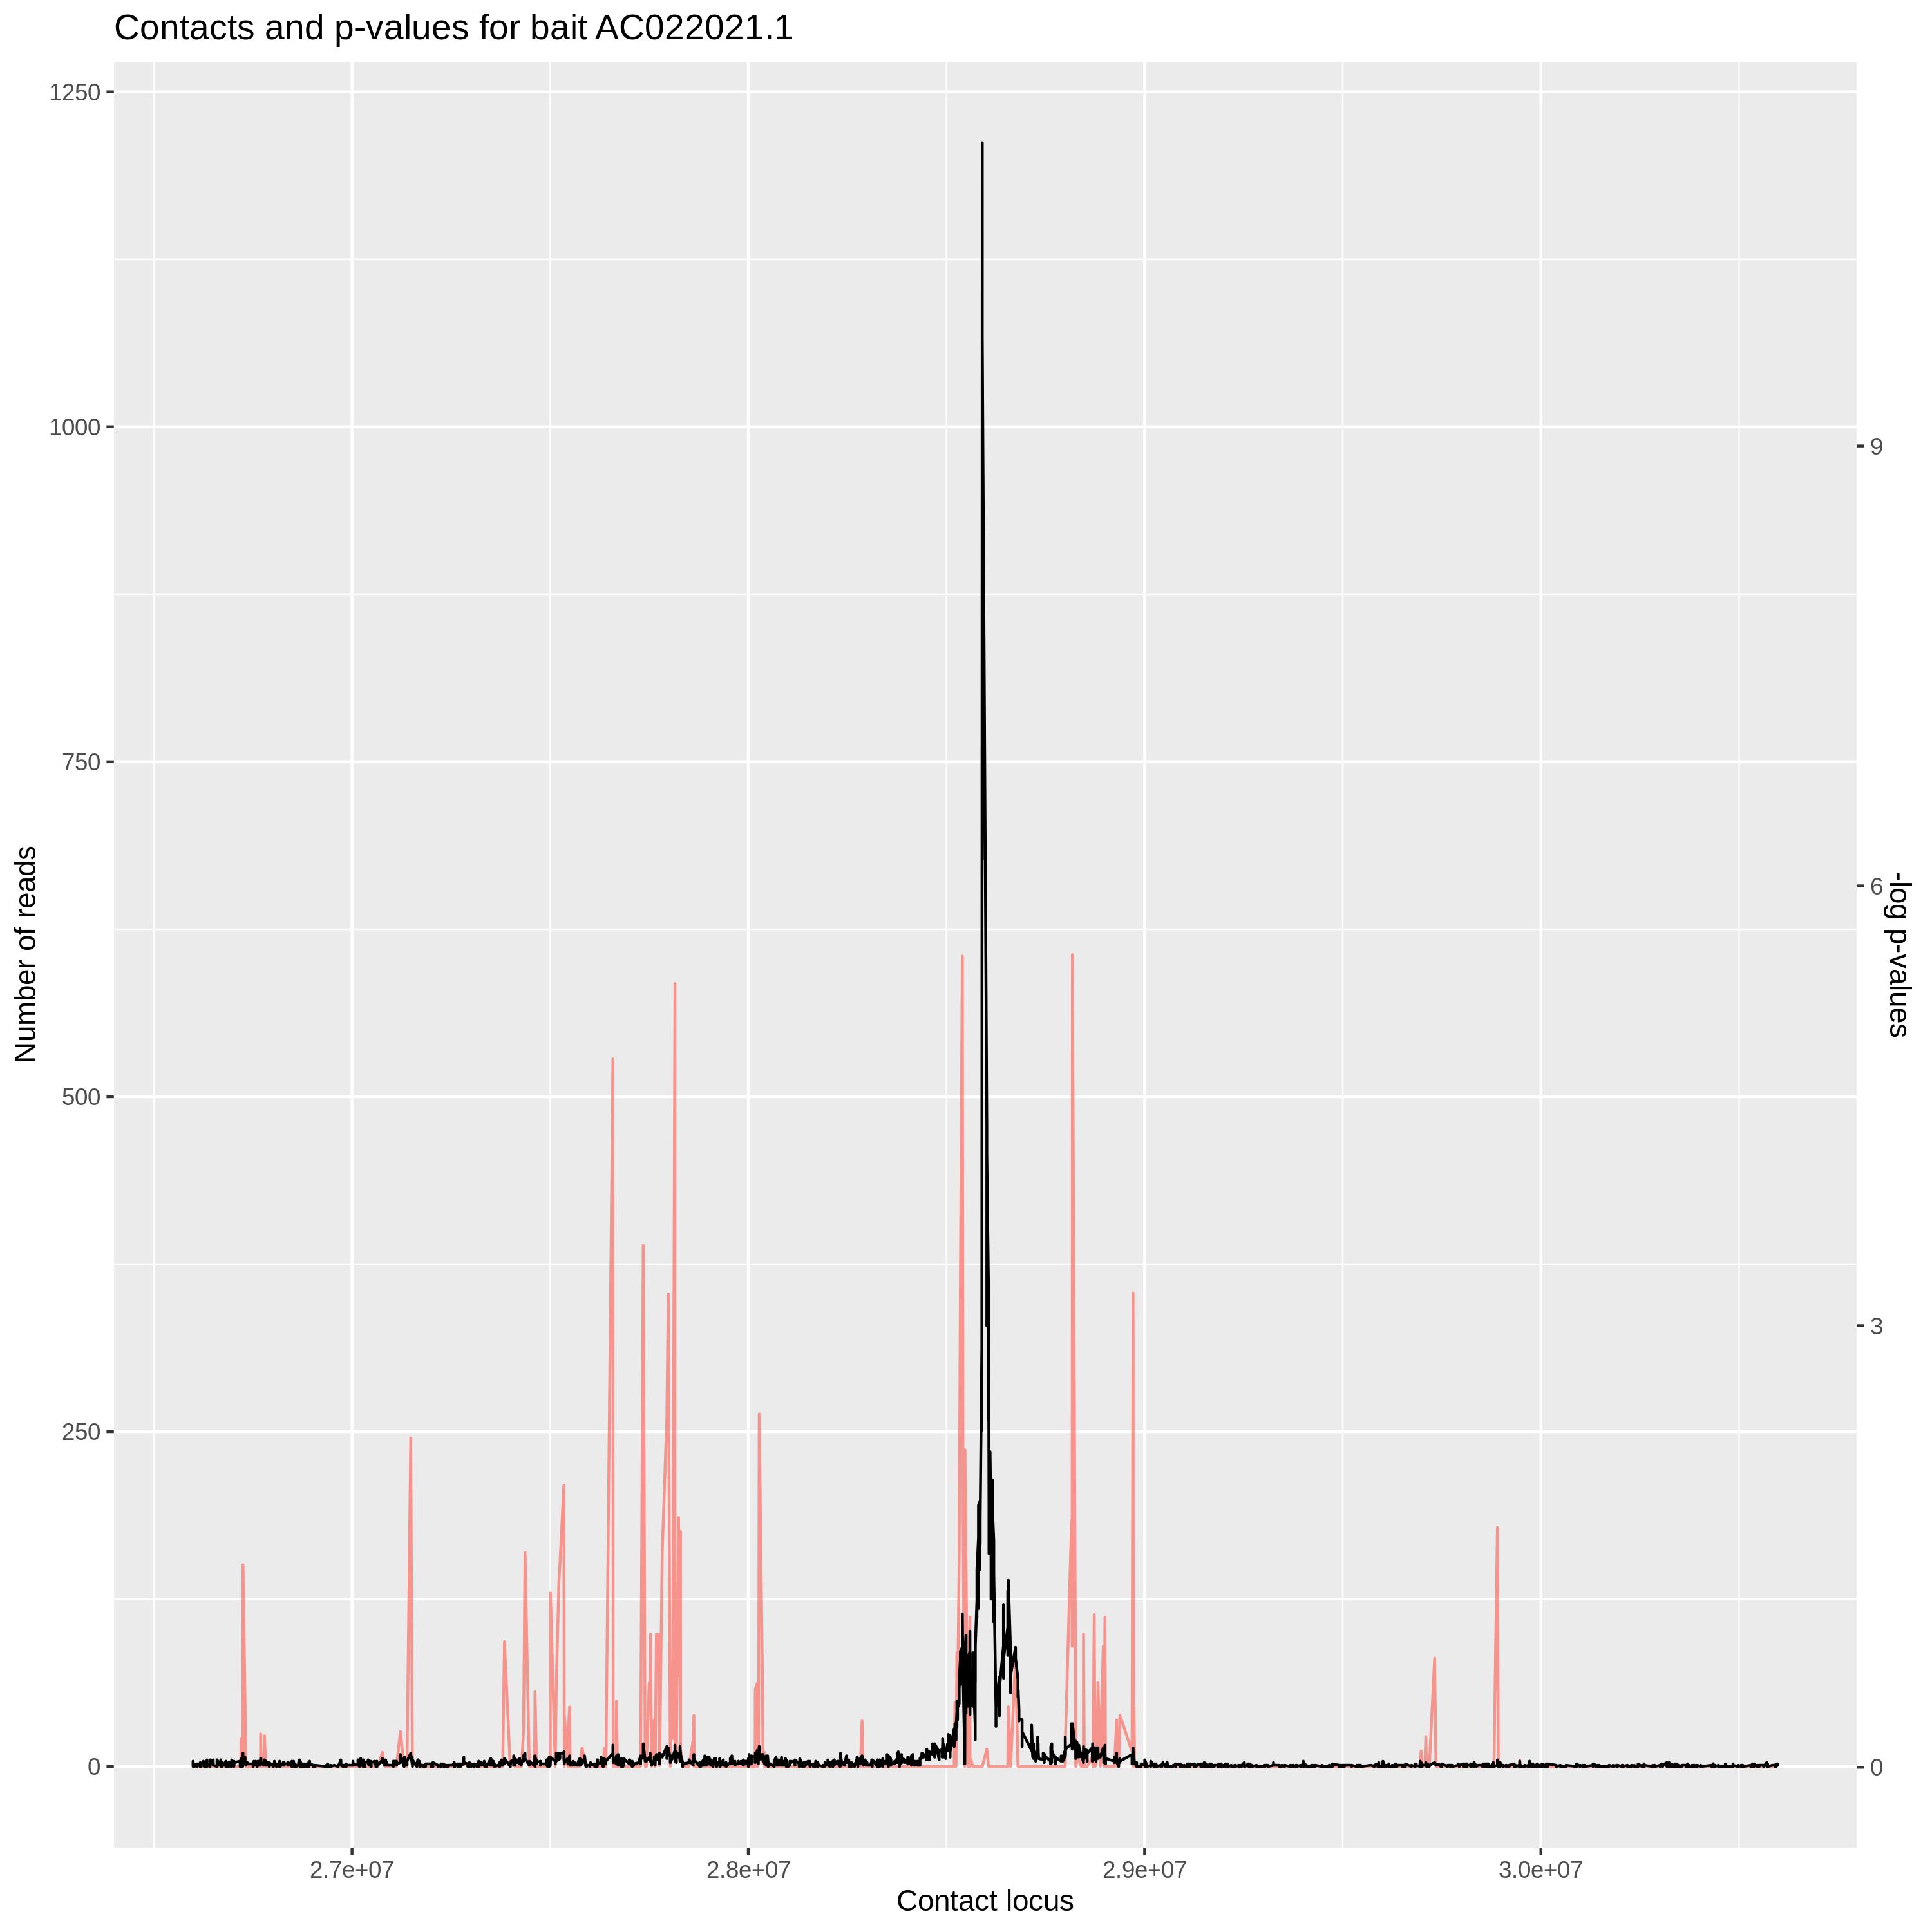 Contacts and p-values for bait AC022021.1
1250
1000
750
500
250
0
Number of reads
9
6
3
0
-log p-values
2.7e+07 2.8e+07 2.9e+07 3.0e+07
Contact locus